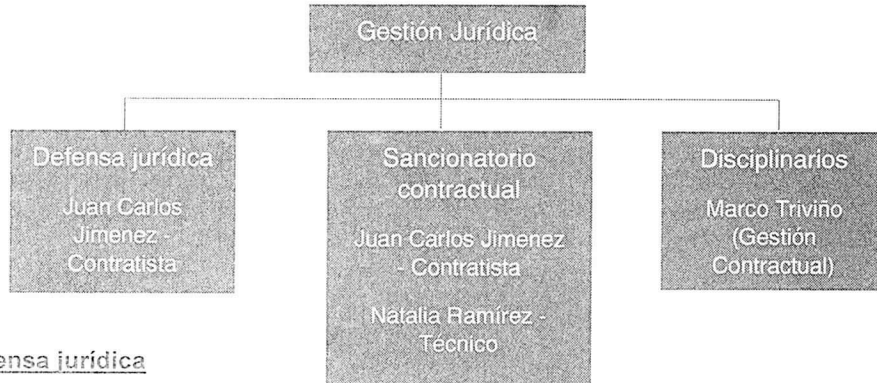 Gestión Jurídica
Defensa jurídica
Juan Carlos
Jimenez -
Contratista
Sancionatorio
contractual
Juan Carlos Jimenez
- Contratista
Natalia Ramírez -
Técnico
Disciplinarios
Marco Triviño
(Gestión
Contractual)
ensa jurídica